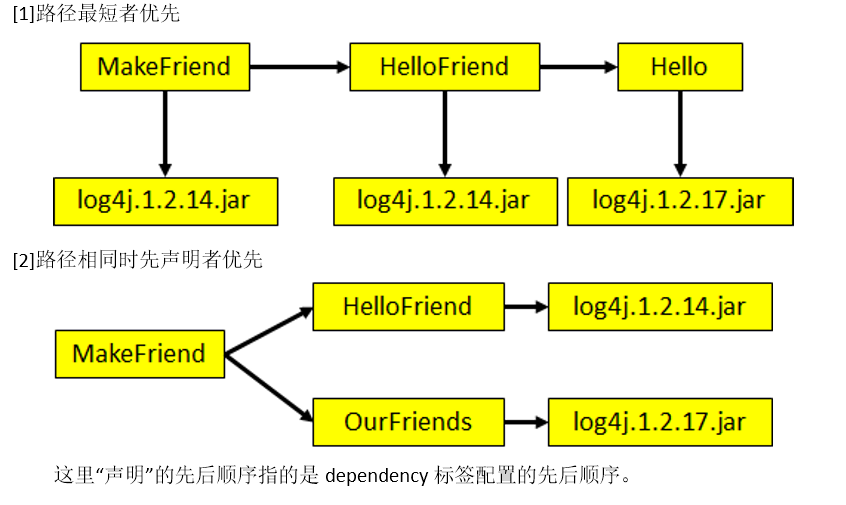 [1]路径最短者优先
MakeFriend HelloFriend Hello
log4j.1.2.14.jar log4j.1.2.14.jar log4j.1.2.17.jar
[2]路径相同时先声明者优先
HelloFriend log4j.1.2.14.jar
MakeFriend
OurFriends log4j.1.2.17.jar
这里“声明”的先后顺序指的是 dependency 标签配置的先后顺序。